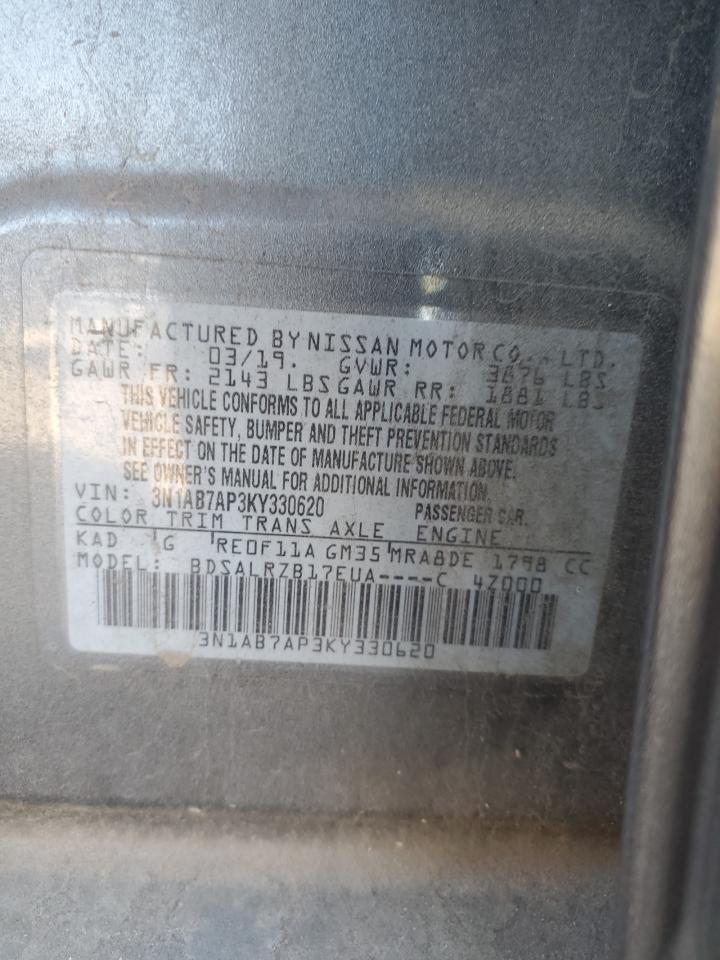 MANUFACTURED BY NISSAN MOTOR CO., LTD.
DATE: 03/19. GVWR: 3876 LBS
GAWR FR: 2143 LBS GAWR RR: 1881 LBS
THIS VEHICLE CONFORMS TO ALL APPLICABLE FEDERAL MOTOR
VEHICLE SAFETY, BUMPER AND THEFT PREVENTION STANDARDS
IN EFFECT ON THE DATE OF MANUFACTURE SHOWN ABOVE.
SEE OWNER'S MANUAL FOR ADDITIONAL INFORMATION.
VIN: 3N1AB7AP3KY330620 PASSENGER CAR.
COLOR TRIM TRANS AXLE ENGINE
KAD G RE0F11A GM35 MRA8DE 1798 CC
MODEL: BDSALRZB17EUA----C 4Z000
3N1AB7AP3KY330620